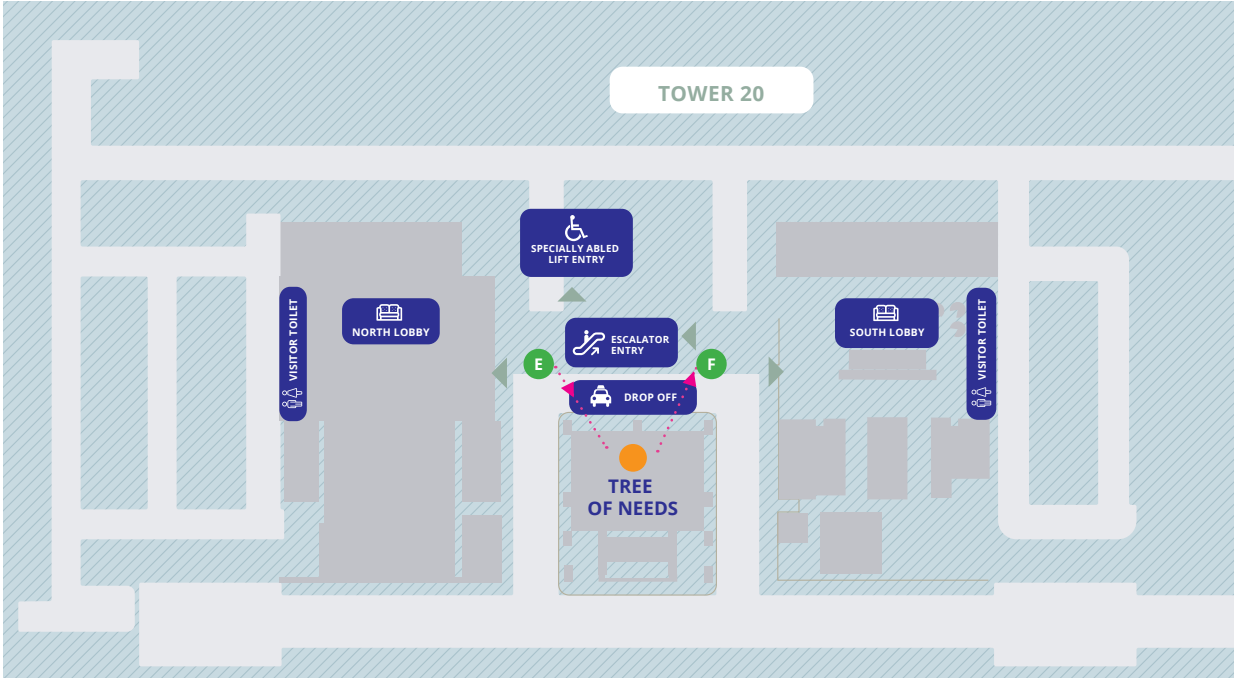 TOWER 20
SPECIALLY ABLED
LIFT ENTRY
VISITOR TOILET
NORTH LOBBY
SOUTH LOBBY
VISITOR TOILET
ESCALATOR
ENTRY
E
F
DROP OFF
TREE
OF NEEDS